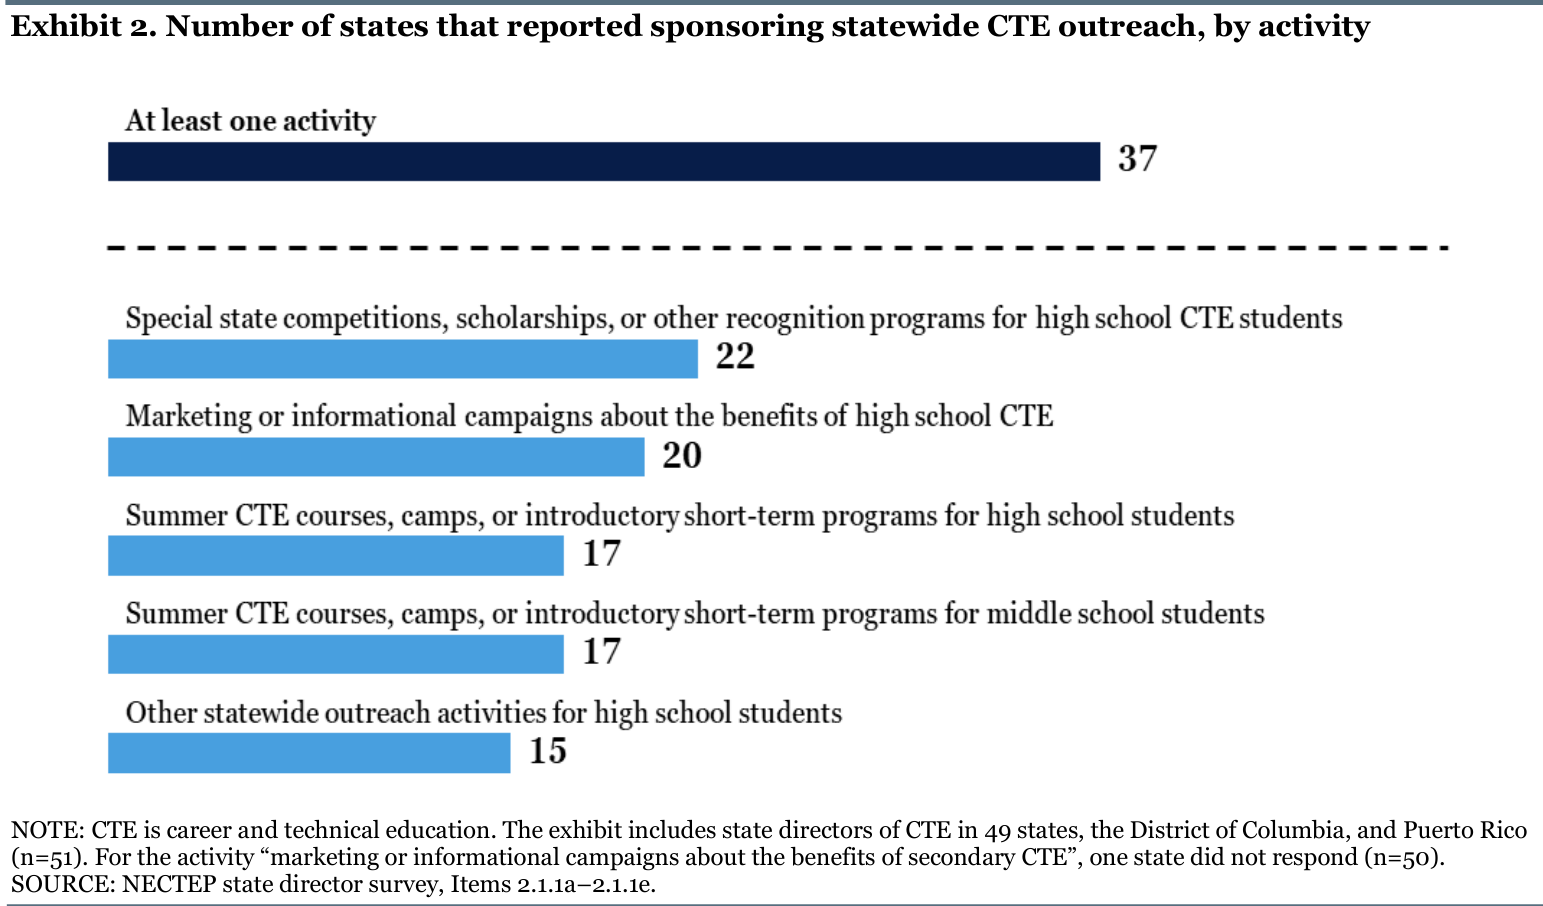 Exhibit 2. Number of states that reported sponsoring statewide CTE outreach, by activity
At least one activity
37
Special state competitions, scholarships, or other recognition programs for high school CTE students
22
Marketing or informational campaigns about the benefits of high school CTE
20
Summer CTE courses, camps, or introductory short-term programs for high school students
17
Summer CTE courses, camps, or introductory short-term programs for middle school students
17
Other statewide outreach activities for high school students
15
NOTE: CTE is career and technical education. The exhibit includes state directors of CTE in 49 states, the District of Columbia, and Puerto Rico
(n=51). For the activity “marketing or informational campaigns about the benefits of secondary CTE”, one state did not respond (n=50).
SOURCE: NECTEP state director survey, Items 2.1.1a–2.1.1e.